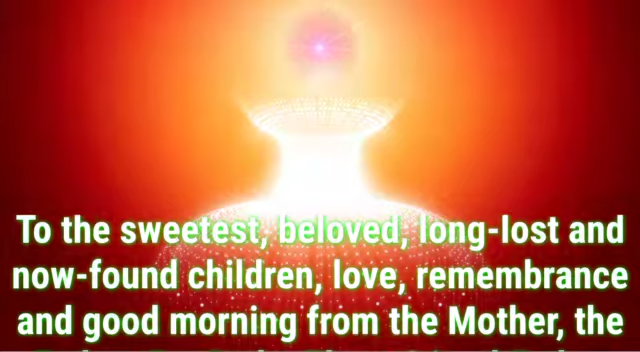 To the sweetest, beloved, long-lost and
now-found children, love, remembrance
and good morning from the Mother, the